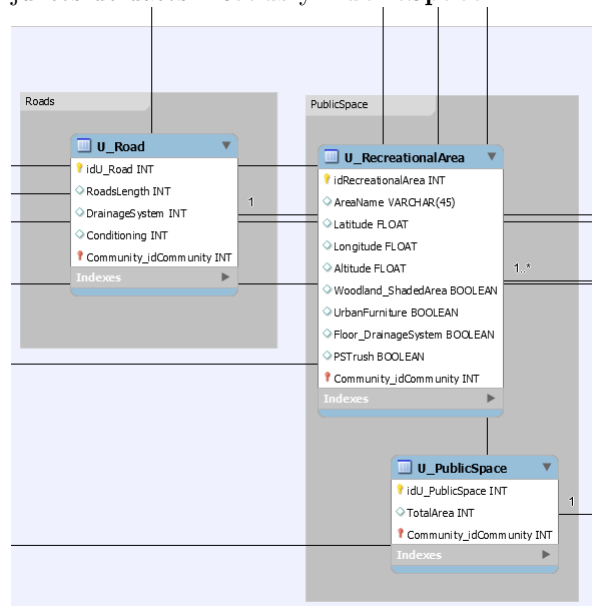 Roads
U_Road
idU_Road INT
RoadsLength INT
DrainageSystem INT
Conditioning INT
Community_idCommunity INT
Indexes
1
PublicSpace
U_RecreationalArea
idRecreationalArea INT
AreaName VARCHAR(45)
Latitude FLOAT
Longitude FLOAT
Altitude FLOAT
Woodland_ShadedArea BOOLEAN
UrbanFurniture BOOLEAN
Floor_DrainageSystem BOOLEAN
PSTrush BOOLEAN
Community_idCommunity INT
Indexes
1..*
U_PublicSpace
idU_PublicSpace INT
TotalArea INT
Community_idCommunity INT
Indexes
1